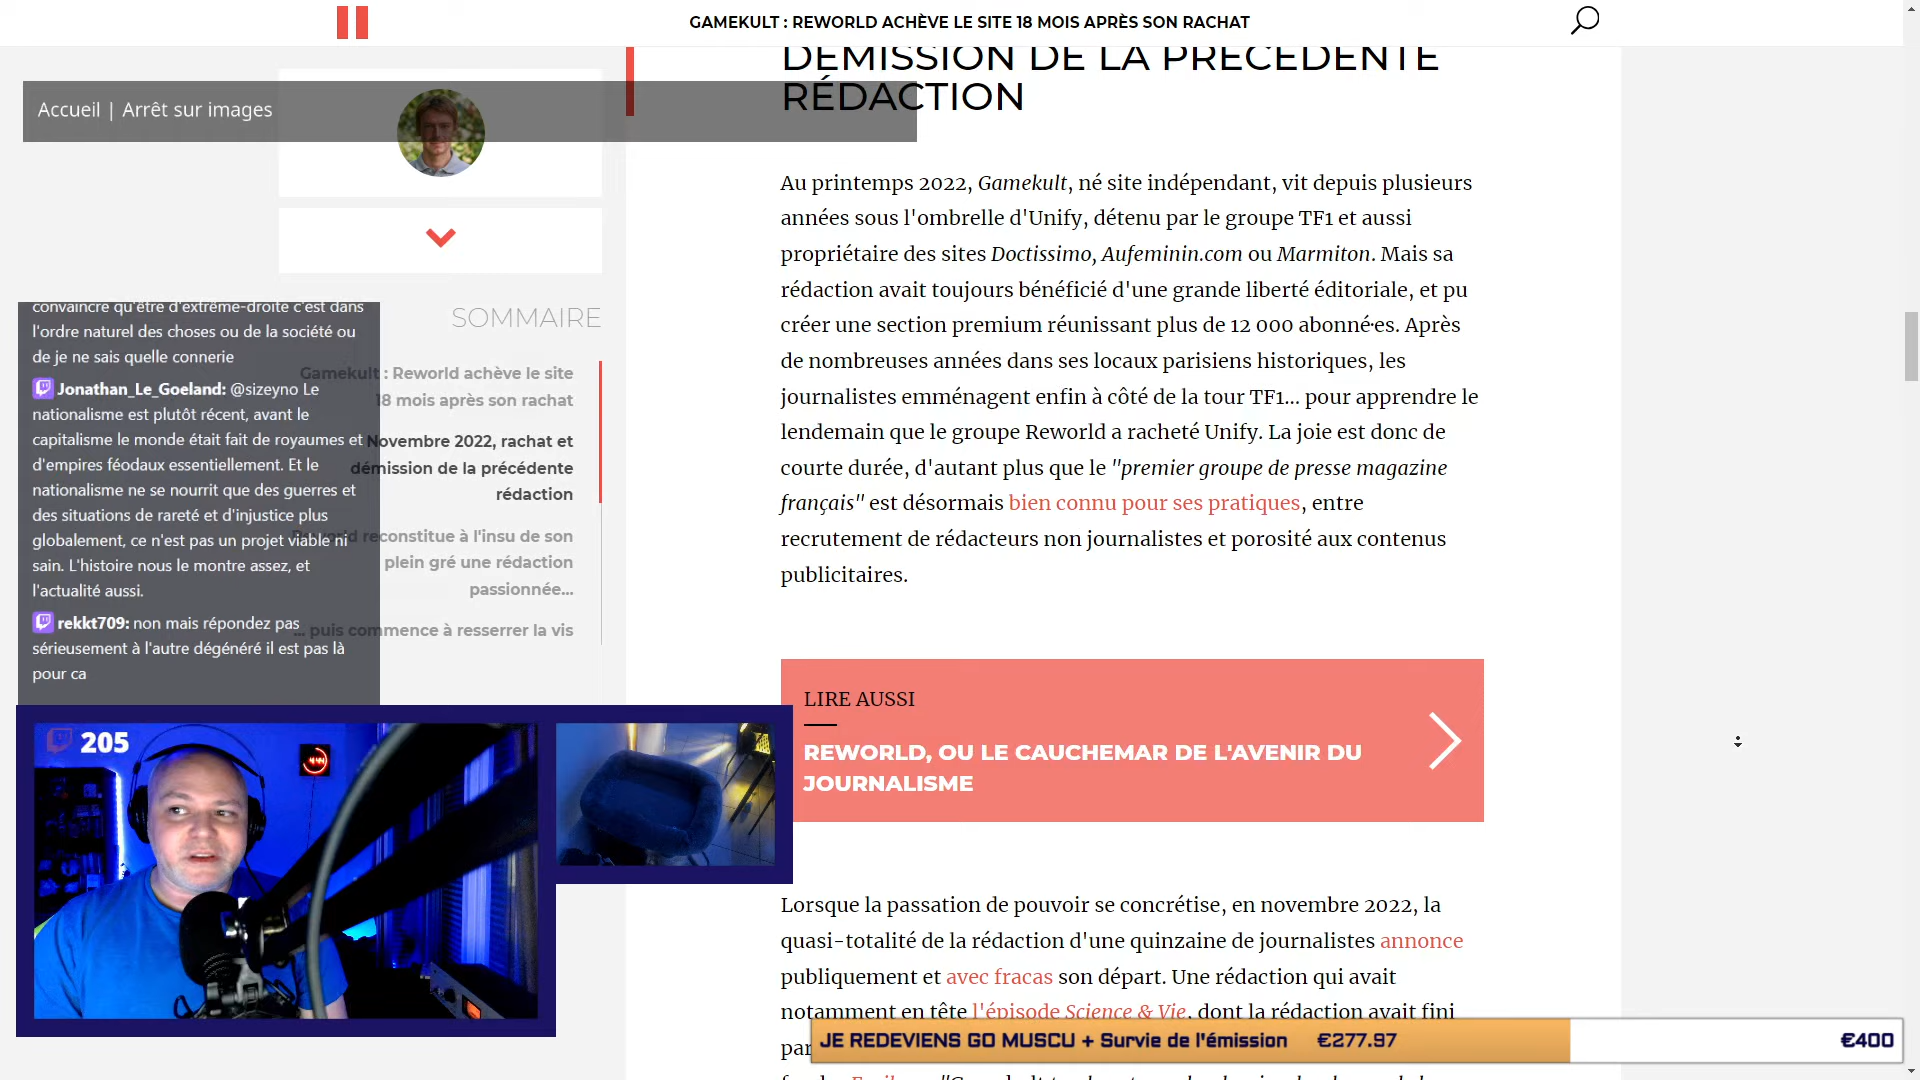 GAMEKULT : REWORLD ACHÈVE LE SITE 18 MOIS APRÈS SON RACHAT
DÉMISSION DE LA PRÉCÉDENTE
RÉDACTION
Accueil | Arrêt sur images
Au printemps 2022, Gamekult, né site indépendant, vit depuis plusieurs
années sous l'ombrelle d'Unify, détenu par le groupe TF1 et aussi
propriétaire des sites Doctissimo, Aufeminin.com ou Marmiton. Mais sa
rédaction avait toujours bénéficié d'une grande liberté éditoriale, et pu
créer une section premium réunissant plus de 12 000 abonné·es. Après
de nombreuses années dans ses locaux parisiens historiques, les
journalistes emménagent enfin à côté de la tour TF1... pour apprendre le
lendemain que le groupe Reworld a racheté Unify. La joie est donc de
courte durée, d'autant plus que le "premier groupe de presse magazine
français" est désormais bien connu pour ses pratiques, entre
recrutement de rédacteurs non journalistes et porosité aux contenus
publicitaires.
SOMMAIRE
Gamekult : Reworld achève le site
18 mois après son rachat
Novembre 2022, rachat et
démission de la précédente
rédaction
Reworld reconstitue à l'insu de son
plein gré une rédaction
passionnée...
... puis commence à resserrer la vis
convaincre qu'être d'extrême-droite c'est dans
l'ordre naturel des choses ou de la société ou
de je ne sais quelle connerie
Jonathan_Le_Goeland: @sizeyno Le
nationalisme est plutôt récent, avant le
capitalisme le monde était fait de royaumes et
d'empires féodaux essentiellement. Et le
nationalisme ne se nourrit que des guerres et
des situations de rareté et d'injustice plus
globalement, ce n'est pas un projet viable ni
sain. L'histoire nous le montre assez, et
l'actualité aussi.
rekkt709: non mais répondez pas
sérieusement à l'autre dégénéré il est pas là
pour ca
LIRE AUSSI
REWORLD, OU LE CAUCHEMAR DE L'AVENIR DU
JOURNALISME
205
Lorsque la passation de pouvoir se concrétise, en novembre 2022, la
quasi-totalité de la rédaction d'une quinzaine de journalistes annonce
publiquement et avec fracas son départ. Une rédaction qui avait
notamment en tête l'épisode Science & Vie, dont la rédaction avait fini
par
JE REDEVIENS GO MUSCU + Survie de l'émission €277.97 €400